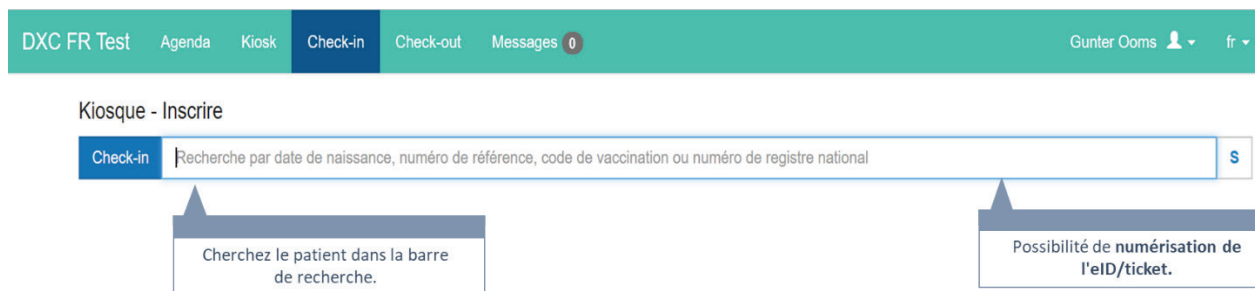 DXC FR Test Agenda Kiosk Check-in Check-out Messages 0 Gunter Ooms fr
Kiosque - Inscrire
Check-in Recherche par date de naissance, numéro de référence, code de vaccination ou numéro de registre national S
Cherchez le patient dans la barre
de recherche.
Possibilité de numérisation de
l'eID/ticket.